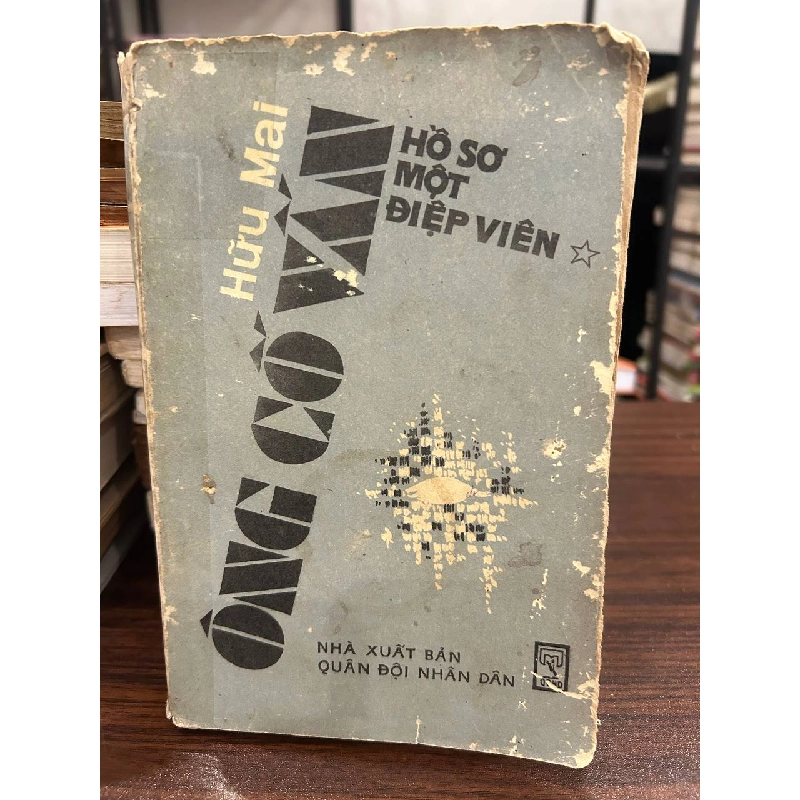 Hữu Mai
ÔNG CỐ VẤN
HỒ SƠ
MỘT
ĐIỆP VIÊN
NHÀ XUẤT BẢN
QUÂN ĐỘI NHÂN DÂN